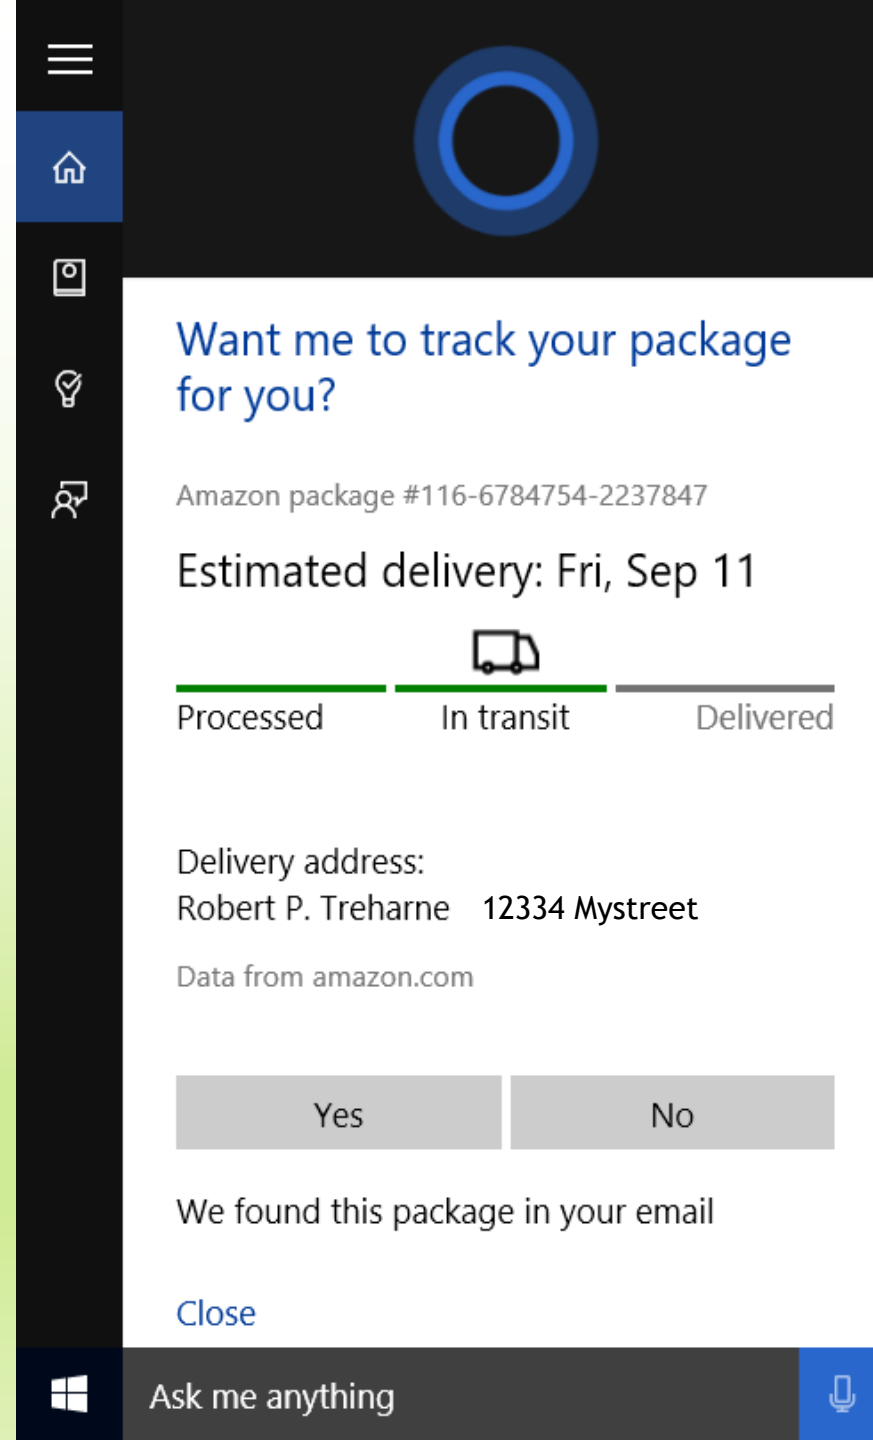 Want me to track your package
for you?
Amazon package #116-6784754-2237847
Estimated delivery: Fri, Sep 11
Processed In transit Delivered
Delivery address:
Robert P. Treharne 12334 Mystreet
Data from amazon.com
Yes No
We found this package in your email
Close
Ask me anything